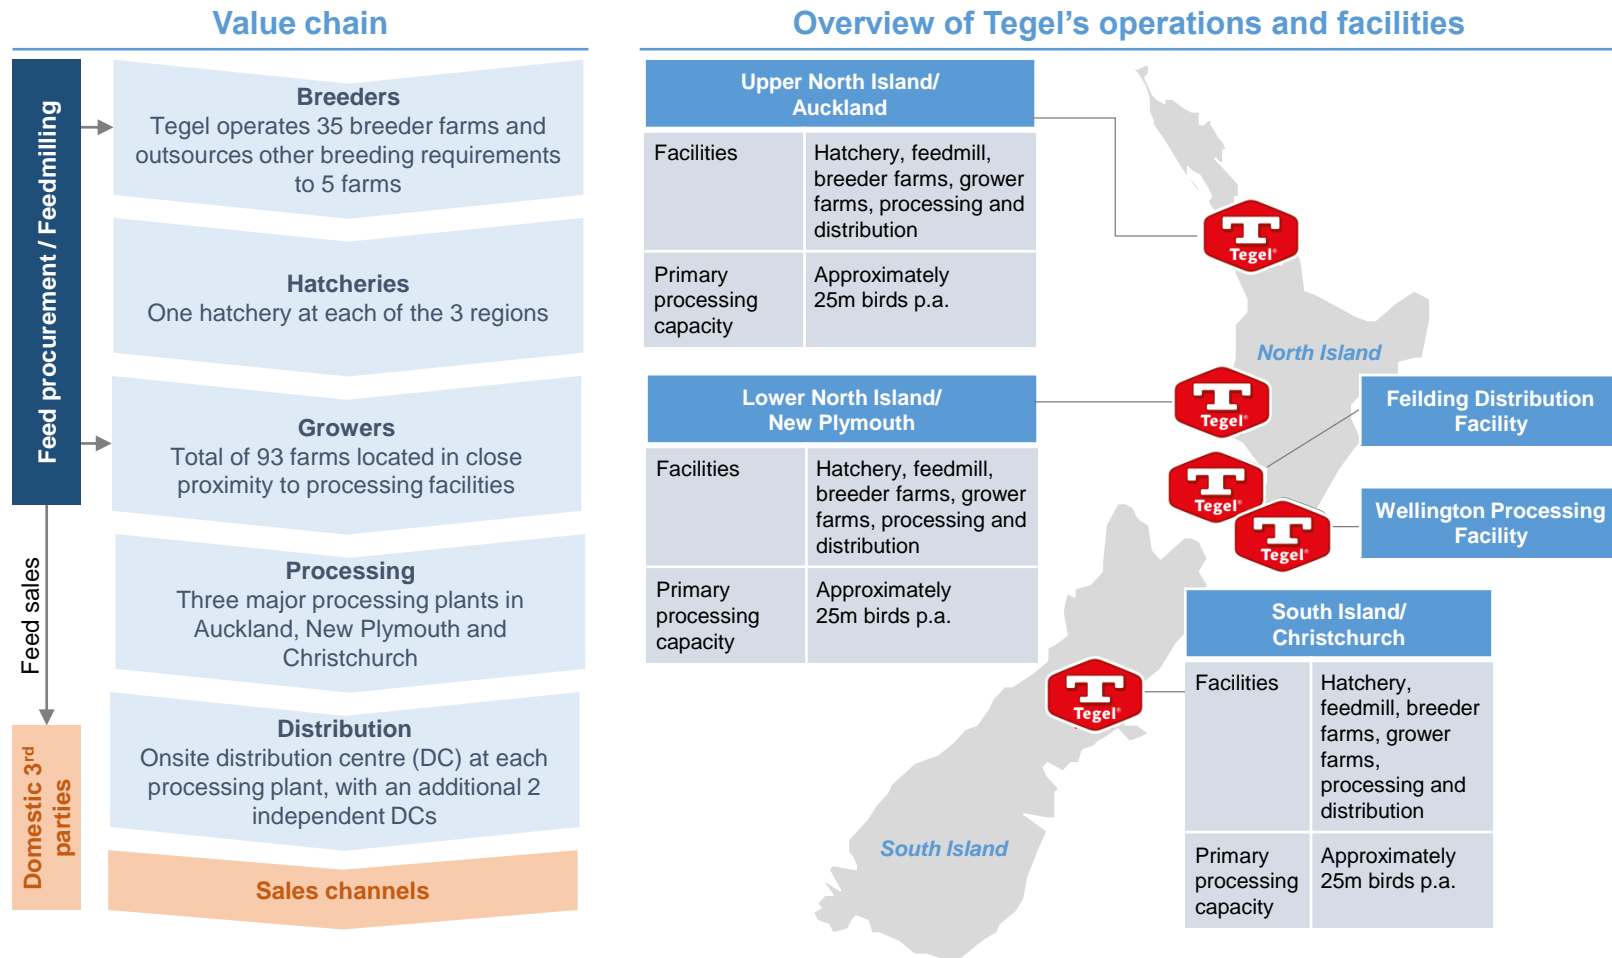 Value chain
Feed procurement / Feedmilling
Breeders
Tegel operates 35 breeder farms and
outsources other breeding requirements
to 5 farms
Hatcheries
One hatchery at each of the 3 regions
Growers
Total of 93 farms located in close
proximity to processing facilities
Processing
Three major processing plants in
Auckland, New Plymouth and
Christchurch
Distribution
Onsite distribution centre (DC) at each
processing plant, with an additional 2
independent DCs
Sales channels
Feed sales
Domestic 3rd
parties
Overview of Tegel’s operations and facilities
Upper North Island/
Auckland
Facilities
Hatchery, feedmill,
breeder farms, grower
farms, processing and
distribution
Primary
processing
capacity
Approximately
25m birds p.a.
Lower North Island/
New Plymouth
Facilities
Hatchery, feedmill,
breeder farms, grower
farms, processing and
distribution
Primary
processing
capacity
Approximately
25m birds p.a.
T
Tegel®
North Island
T
Tegel®
Feilding Distribution
Facility
T
Tegel®
Wellington Processing
Facility
T
Tegel®
South Island/
Christchurch
Facilities
Hatchery,
feedmill, breeder
farms, grower
farms,
processing and
distribution
Primary
processing
capacity
Approximately
25m birds p.a.
T
Tegel®
South Island